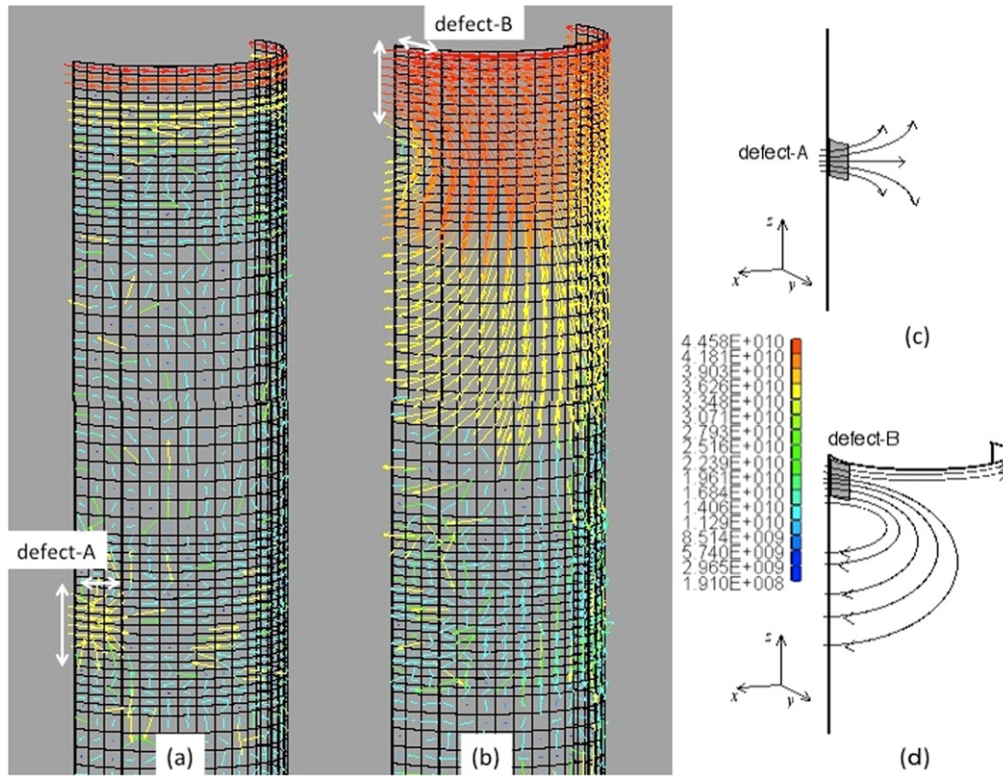 defect-B
defect-A
(a)
(b)
defect-A
z
x
y
(c)
4.458E+010
4.181E+010
3.903E+010
3.626E+010
3.348E+010
3.071E+010
2.793E+010
2.516E+010
2.239E+010
1.961E+010
1.684E+010
1.406E+010
1.129E+010
8.514E+009
5.740E+009
2.965E+009
1.910E+008
defect-B
z
x
y
(d)